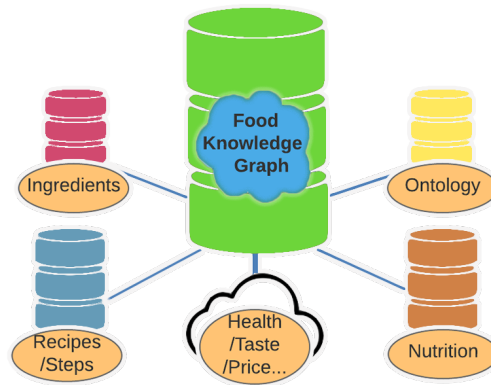 Food
Knowledge
Graph
Ingredients
Ontology
Recipes
/Steps
Health
/Taste
/Price...
Nutrition